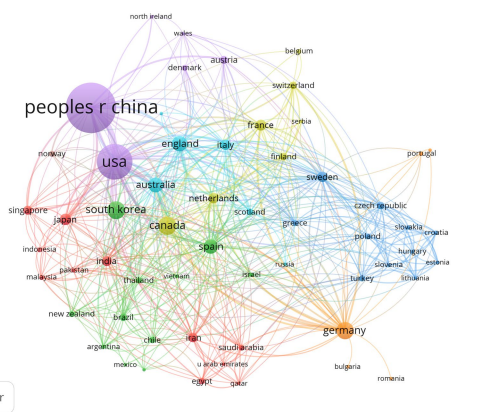 north ireland
wales
belgium
austria
denmark
switzerland
peoples r china
serbia
france
england
italy
norway
finland
portugal
usa
sweden
australia
netherlands
czech republic
singapore
south korea
scotland
japan
canada
greece
slovakia
croatia
poland
spain
indonesia
hungary
india
russia
slovenia
estonia
pakistan
malaysia
thailand
vietnam
israel
turkey
lithuania
new zealand
brazil
germany
chile
iran
argentina
saudi arabia
mexico
u arab emirates
bulgaria
egypt
qatar
romania
r